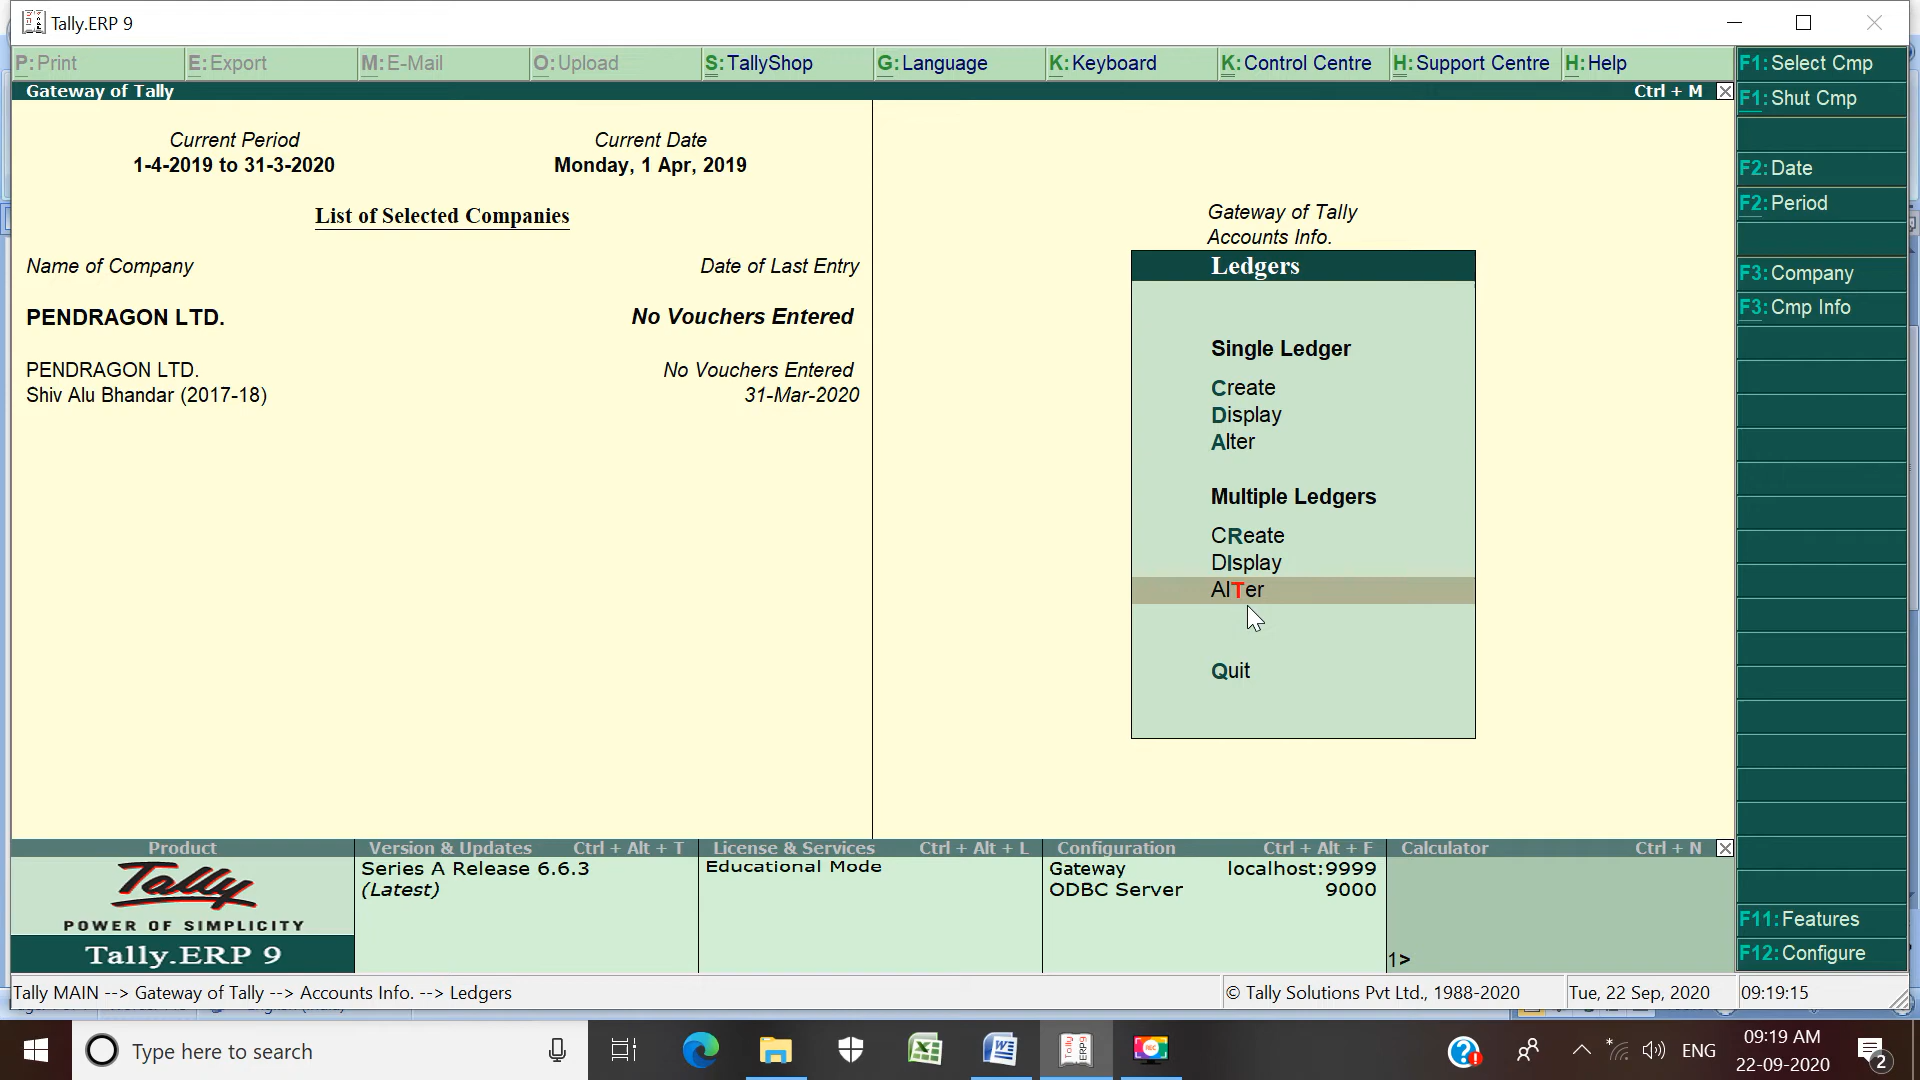 Tally.ERP 9
P: Print E: Export M: E-Mail O: Upload S: TallyShop G: Language K: Keyboard K: Control Centre H: Support Centre H: Help
Gateway of Tally Ctrl + M
Current Period Current Date
1-4-2019 to 31-3-2020 Monday, 1 Apr, 2019
List of Selected Companies
Name of Company Date of Last Entry
PENDRAGON LTD. No Vouchers Entered
PENDRAGON LTD. No Vouchers Entered
Shiv Alu Bhandar (2017-18) 31-Mar-2020
Gateway of Tally
Accounts Info.
Ledgers
Single Ledger
Create
Display
Alter
Multiple Ledgers
CReate
DIsplay
AlTer
Quit
F1: Select Cmp
F1: Shut Cmp
F2: Date
F2: Period
F3: Company
F3: Cmp Info
F11: Features
F12: Configure
Product
Tally
POWER OF SIMPLICITY
Tally.ERP 9
Version & Updates Ctrl + Alt + T
Series A Release 6.6.3
(Latest)
License & Services Ctrl + Alt + L
Educational Mode
Configuration Ctrl + Alt + F
Gateway localhost:9999
ODBC Server 9000
Calculator Ctrl + N
1>
Tally MAIN --> Gateway of Tally --> Accounts Info. --> Ledgers © Tally Solutions Pvt Ltd., 1988-2020 Tue, 22 Sep, 2020 09:19:15
Type here to search
ENG
09:19 AM
22-09-2020
2